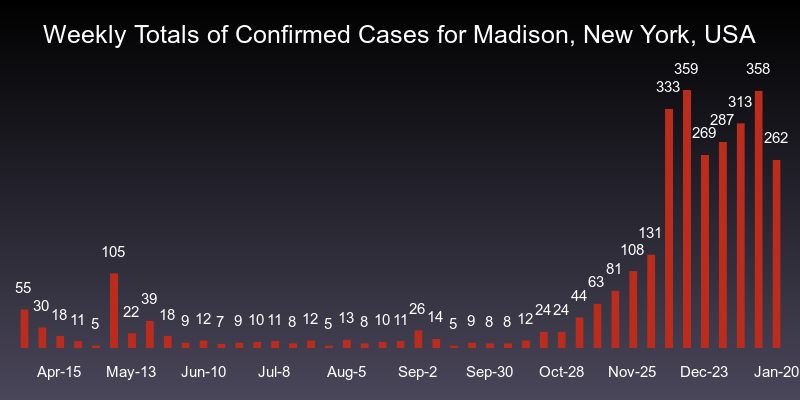 Weekly Totals of Confirmed Cases for Madison, New York, USA
55 30 18 11 5 105 22 39 18 9 12 7 9 10 11 8 12 5 13 8 10 11 26 14 5 9 8 8 12 24 24 44 63 81 108 131 333 359 269 287 313 358 262
Apr-15 May-13 Jun-10 Jul-8 Aug-5 Sep-2 Sep-30 Oct-28 Nov-25 Dec-23 Jan-20